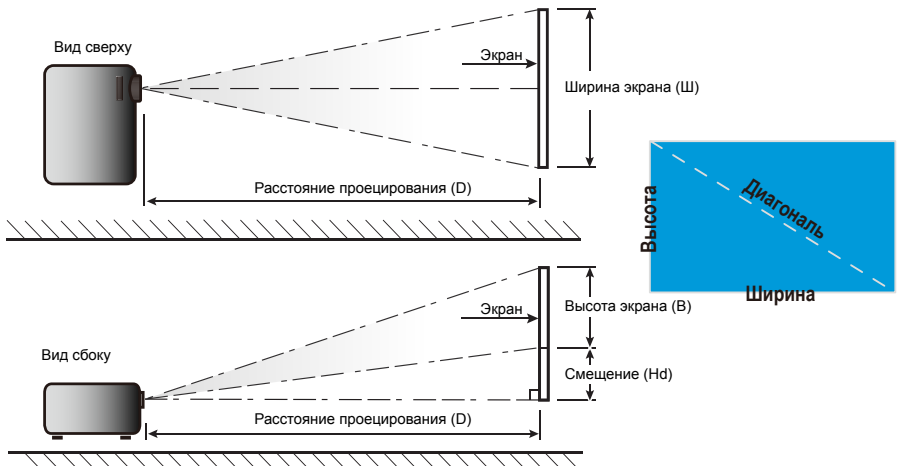 Вид сверху
Экран
Ширина экрана (Ш)
Расстояние проецирования (D)
Высота
Диагональ
Ширина
Экран
Высота экрана (В)
Вид сбоку
Смещение (Hd)
Расстояние проецирования (D)